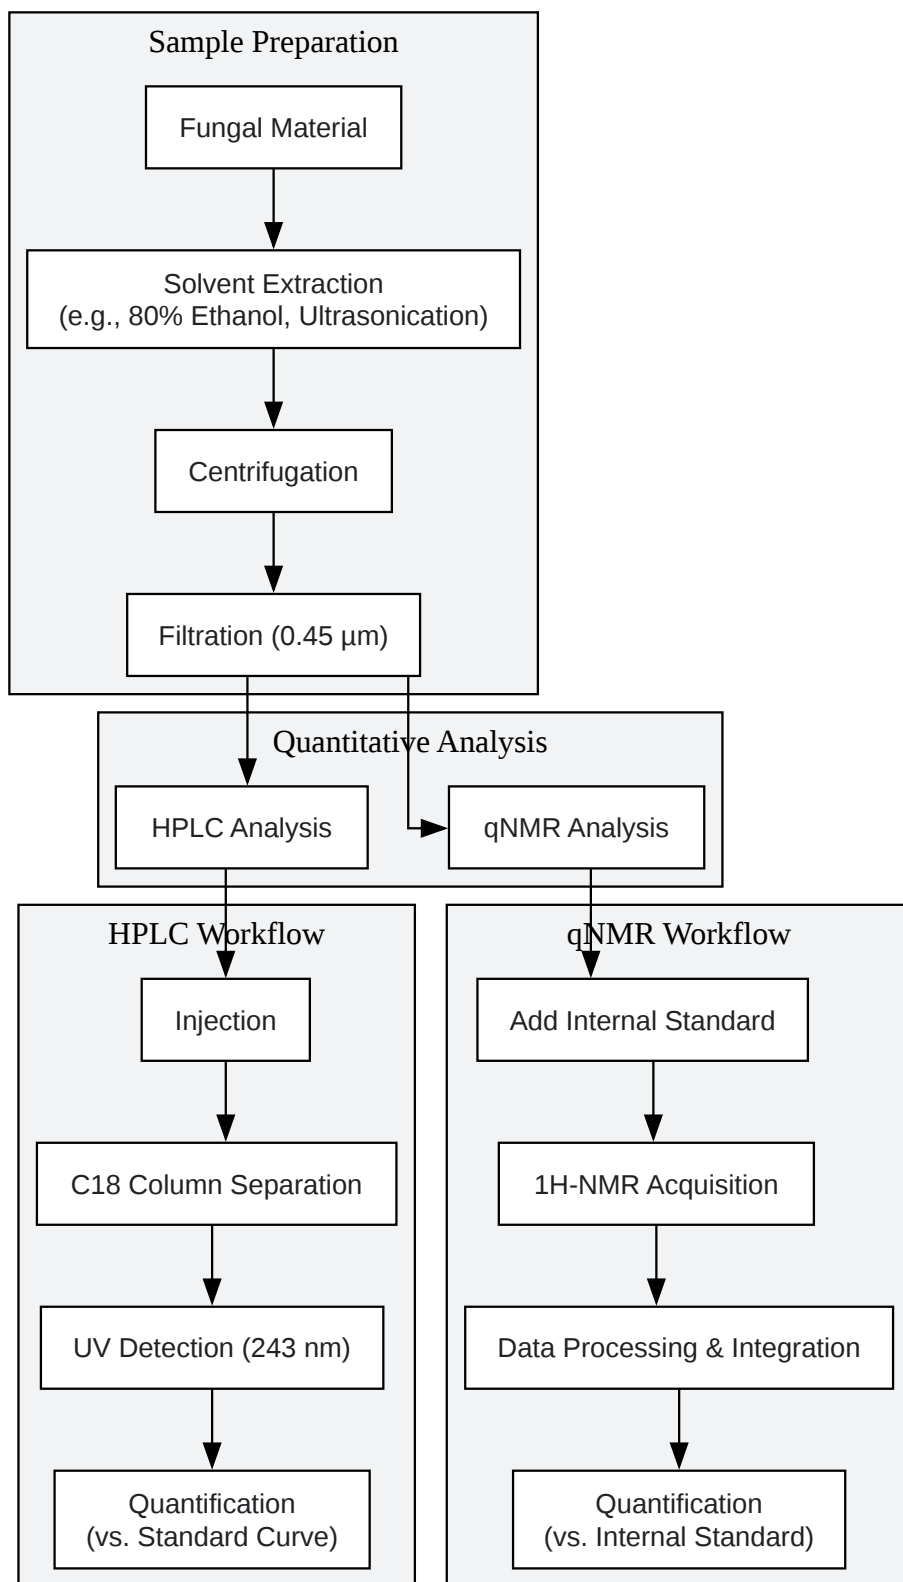 Sample Preparation
Fungal Material
Solvent Extraction
(e.g., 80% Ethanol, Ultrasonication)
Centrifugation
Filtration (0.45 µm)
Quantitative Analysis
HPLC Analysis
qNMR Analysis
HPLC Workflow
Injection
C18 Column Separation
UV Detection (243 nm)
Quantification
(vs. Standard Curve)
qNMR Workflow
Add Internal Standard
1H-NMR Acquisition
Data Processing & Integration
Quantification
(vs. Internal Standard)